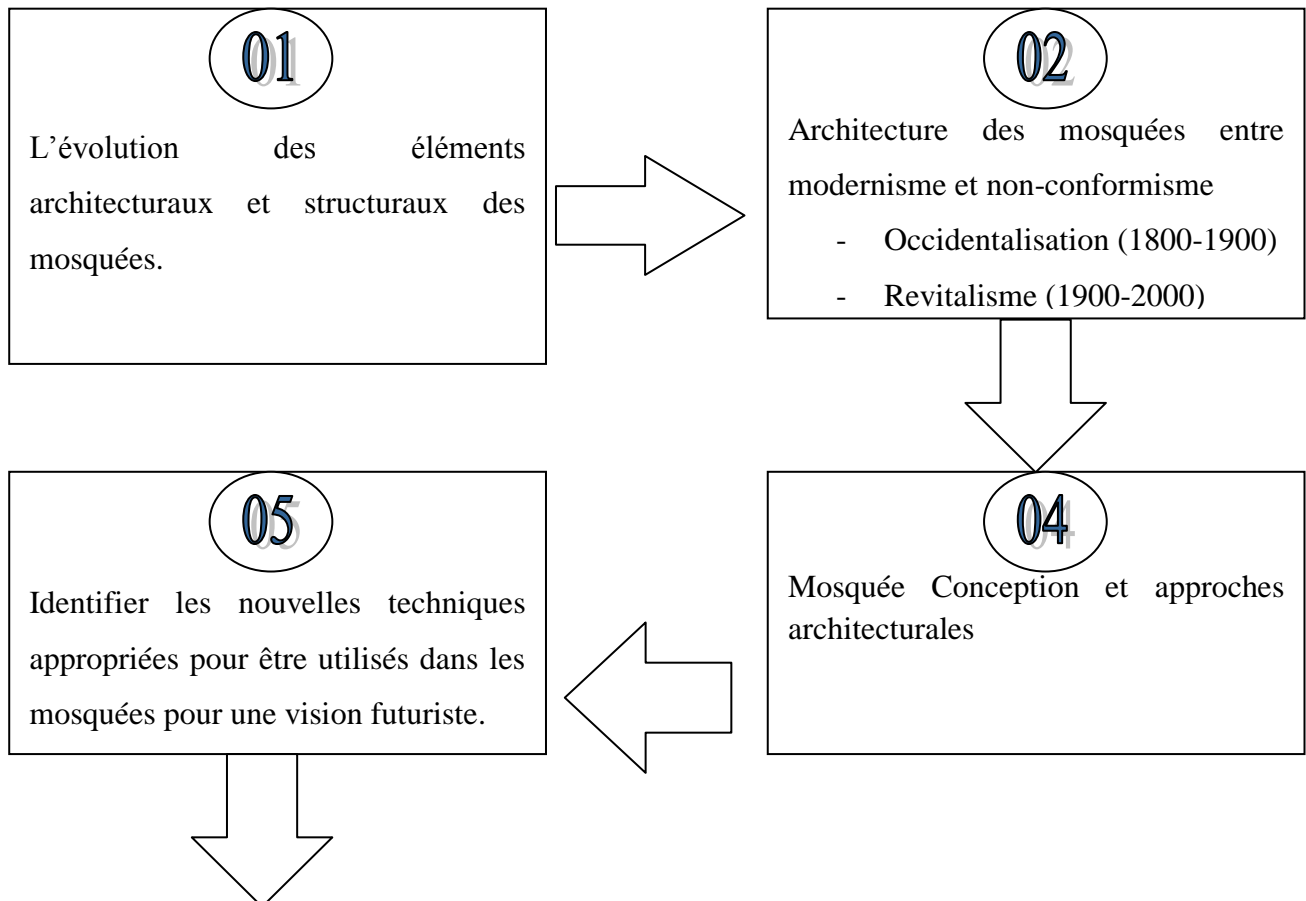 01
L’évolution des éléments
architecturaux et structuraux des
mosquées.
02
Architecture des mosquées entre
modernisme et non-conformisme
- Occidentalisation (1800-1900)
- Revitalisme (1900-2000)
05
Identifier les nouvelles techniques
appropriées pour être utilisés dans les
mosquées pour une vision futuriste.
04
Mosquée Conception et approches
architecturales